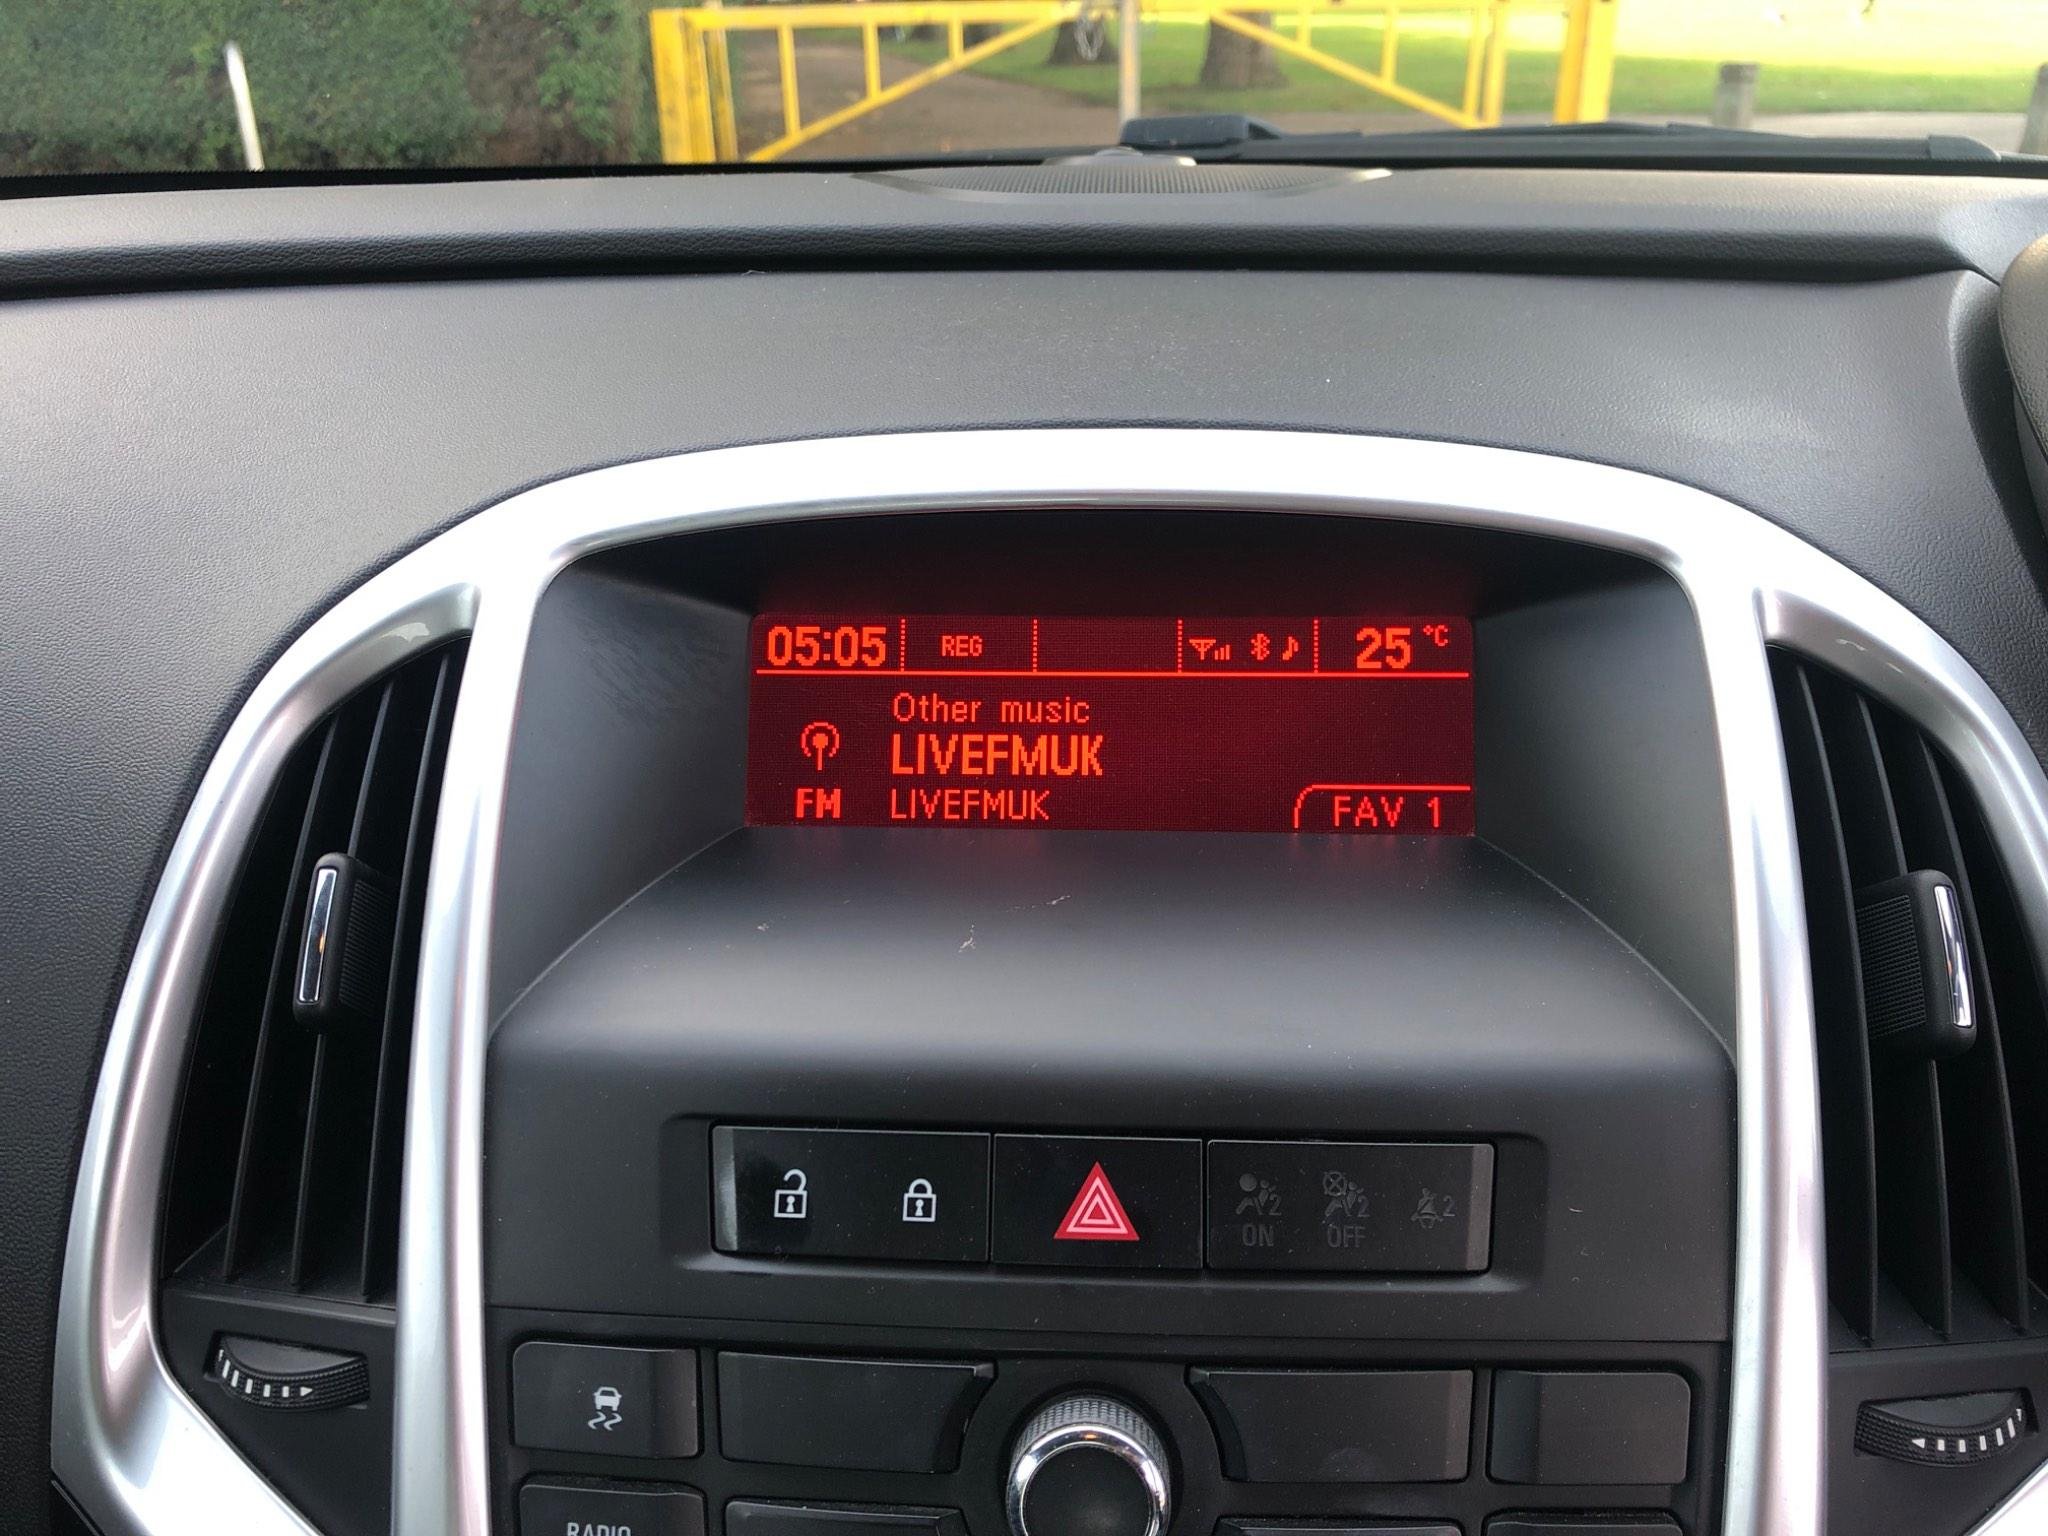 05:05 REG 25 °C
Other music
LIVEFMUK
FM LIVEFMUK FAV 1
2 2 2
ON OFF
RADIO